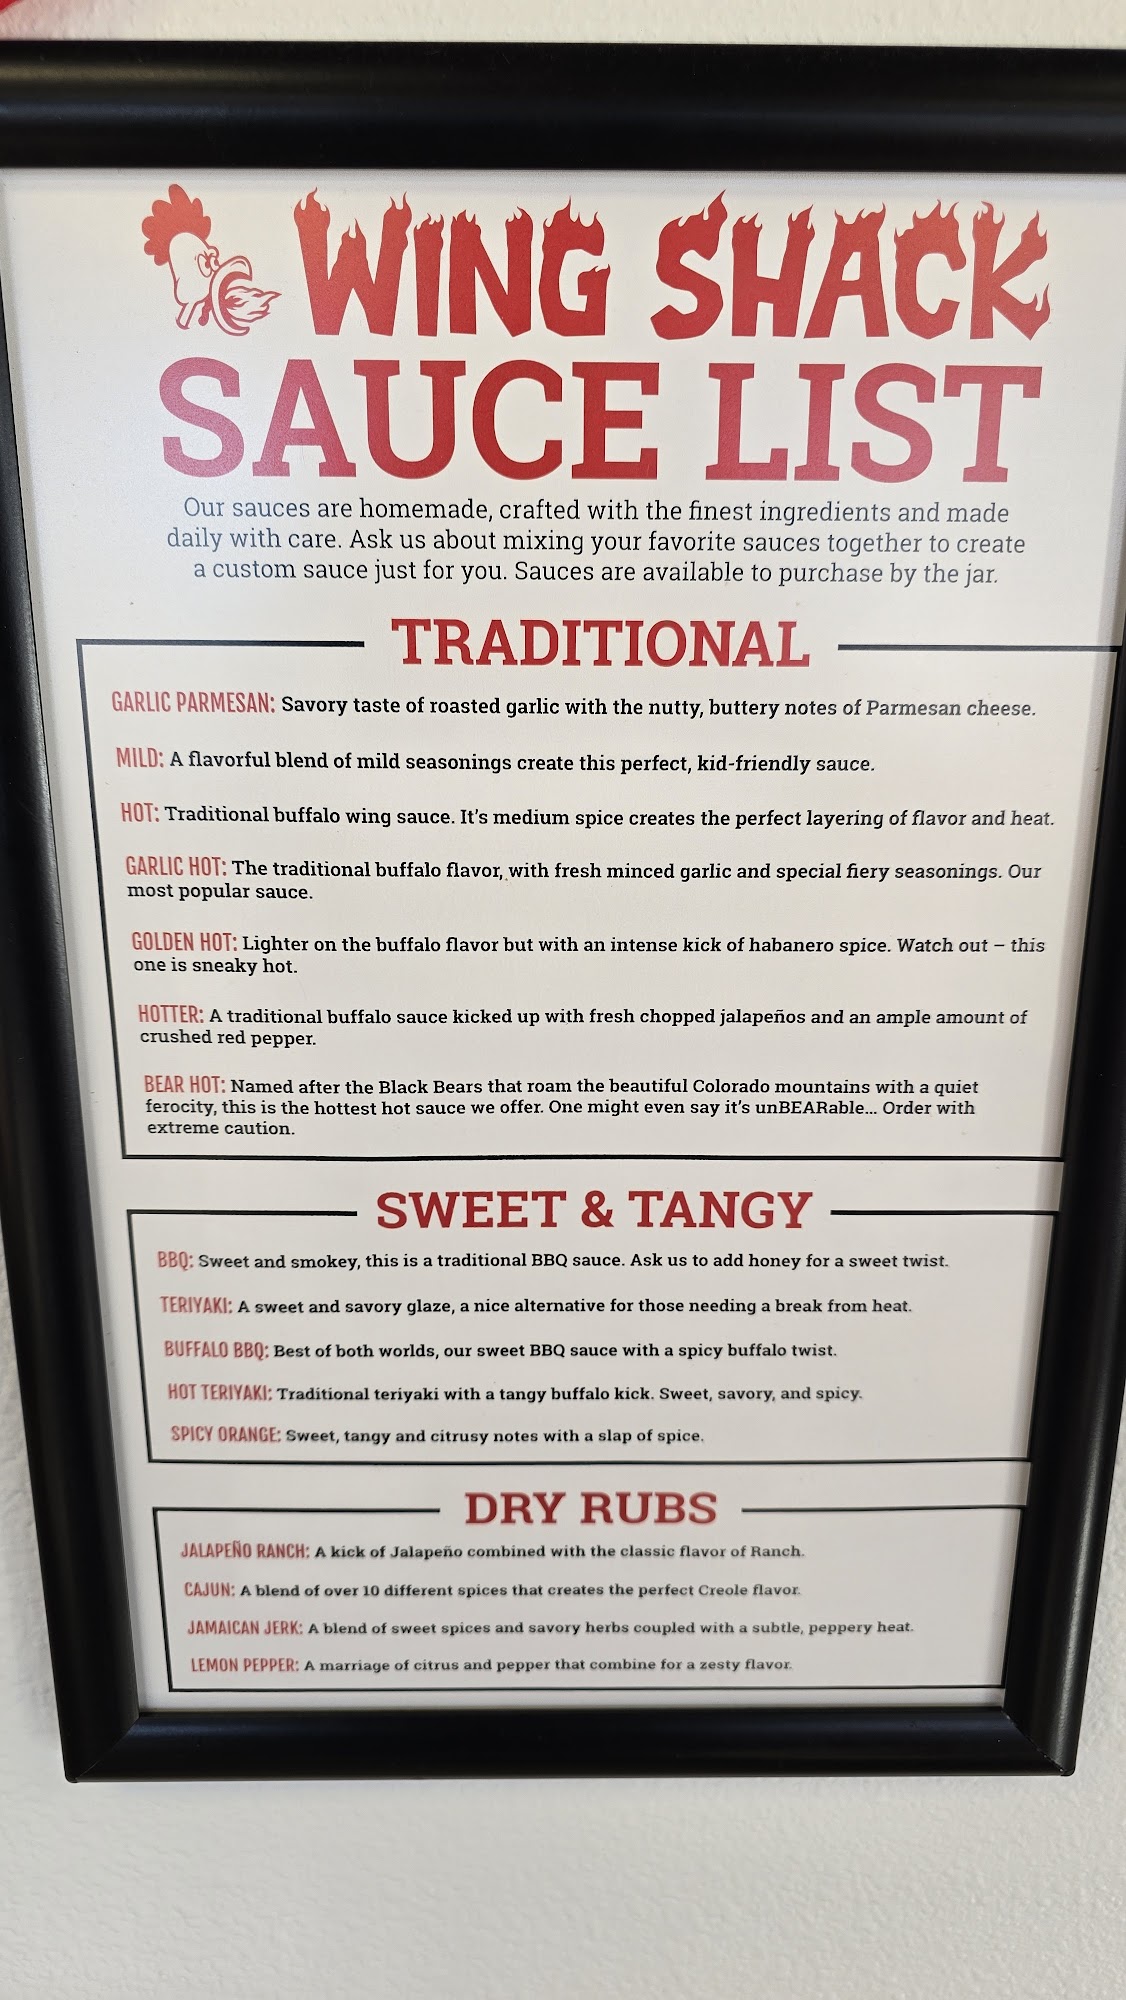 WING SHACK
SAUCE LIST
Our sauces are homemade, crafted with the finest ingredients and made
daily with care. Ask us about mixing your favorite sauces together to create
a custom sauce just for you. Sauces are available to purchase by the jar.
TRADITIONAL
GARLIC PARMESAN: Savory taste of roasted garlic with the nutty, buttery notes of Parmesan cheese.
MILD: A flavorful blend of mild seasonings create this perfect, kid-friendly sauce.
HOT: Traditional buffalo wing sauce. It's medium spice creates the perfect layering of flavor and heat.
GARLIC HOT: The traditional buffalo flavor, with fresh minced garlic and special fiery seasonings. Our
most popular sauce.
GOLDEN HOT: Lighter on the buffalo flavor but with an intense kick of habanero spice. Watch out – this
one is sneaky hot.
HOTTER: A traditional buffalo sauce kicked up with fresh chopped jalapeños and an ample amount of
crushed red pepper.
BEAR HOT: Named after the Black Bears that roam the beautiful Colorado mountains with a quiet
ferocity, this is the hottest hot sauce we offer. One might even say it's unBEARable... Order with
extreme caution.
SWEET & TANGY
BBQ: Sweet and smokey, this is a traditional BBQ sauce. Ask us to add honey for a sweet twist.
TERIYAKI: A sweet and savory glaze, a nice alternative for those needing a break from heat.
BUFFALO BBQ: Best of both worlds, our sweet BBQ sauce with a spicy buffalo twist.
HOT TERIYAKI: Traditional teriyaki with a tangy buffalo kick. Sweet, savory, and spicy.
SPICY ORANGE: Sweet, tangy and citrusy notes with a slap of spice.
DRY RUBS
JALAPEÑO RANCH: A kick of Jalapeño combined with the classic flavor of Ranch.
CAJUN: A blend of over 10 different spices that creates the perfect Creole flavor.
JAMAICAN JERK: A blend of sweet spices and savory herbs coupled with a subtle, peppery heat.
LEMON PEPPER: A marriage of citrus and pepper that combine for a zesty flavor.